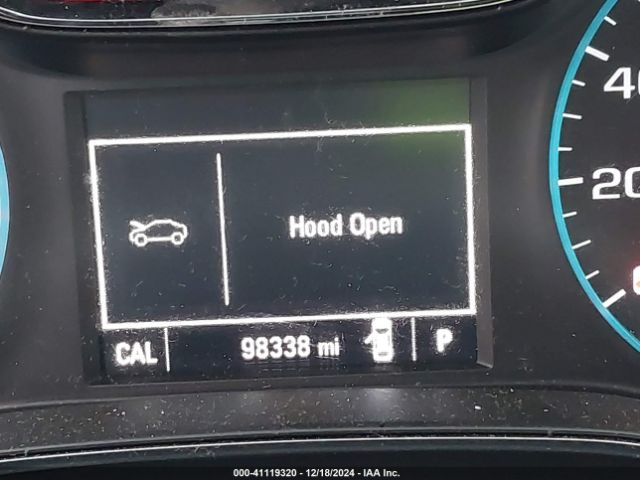 40
20
Hood Open
CAL 98338 mi P
000-41119320 - 12/18/2024 - IAA Inc.